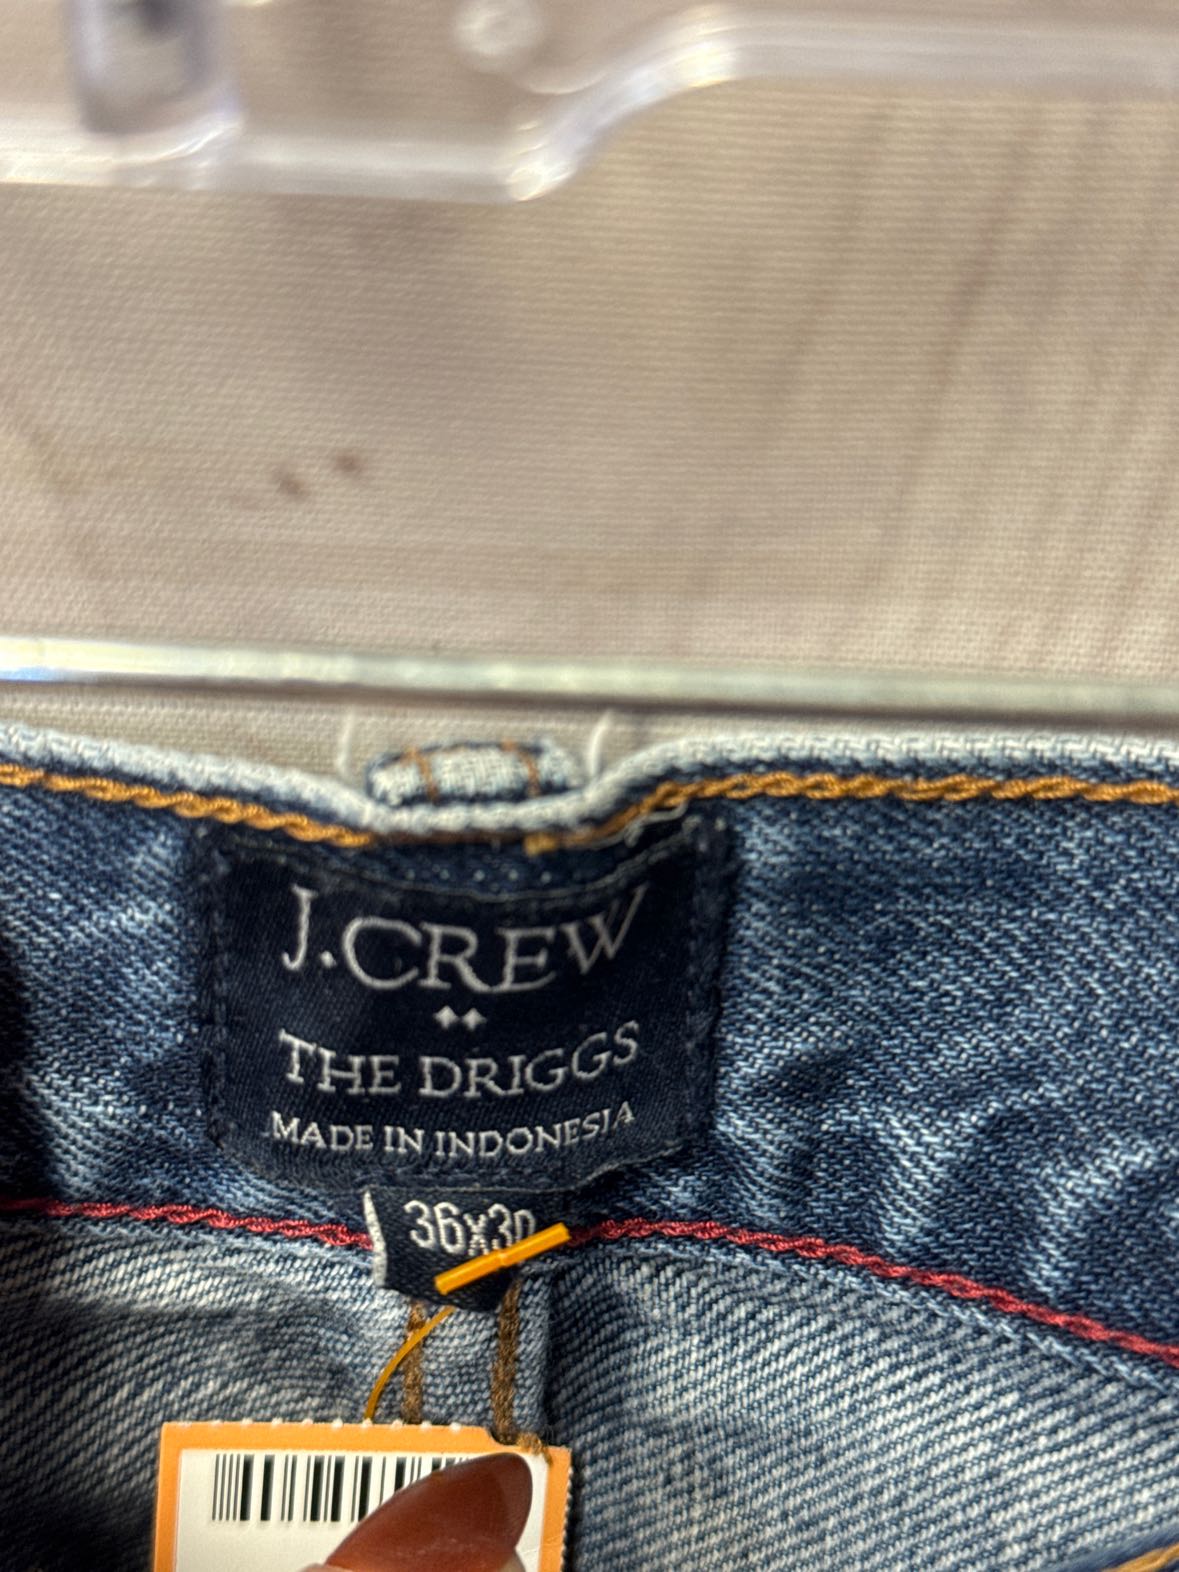 J.CREW
THE DRIGGS
MADE IN INDONESIA
36x30